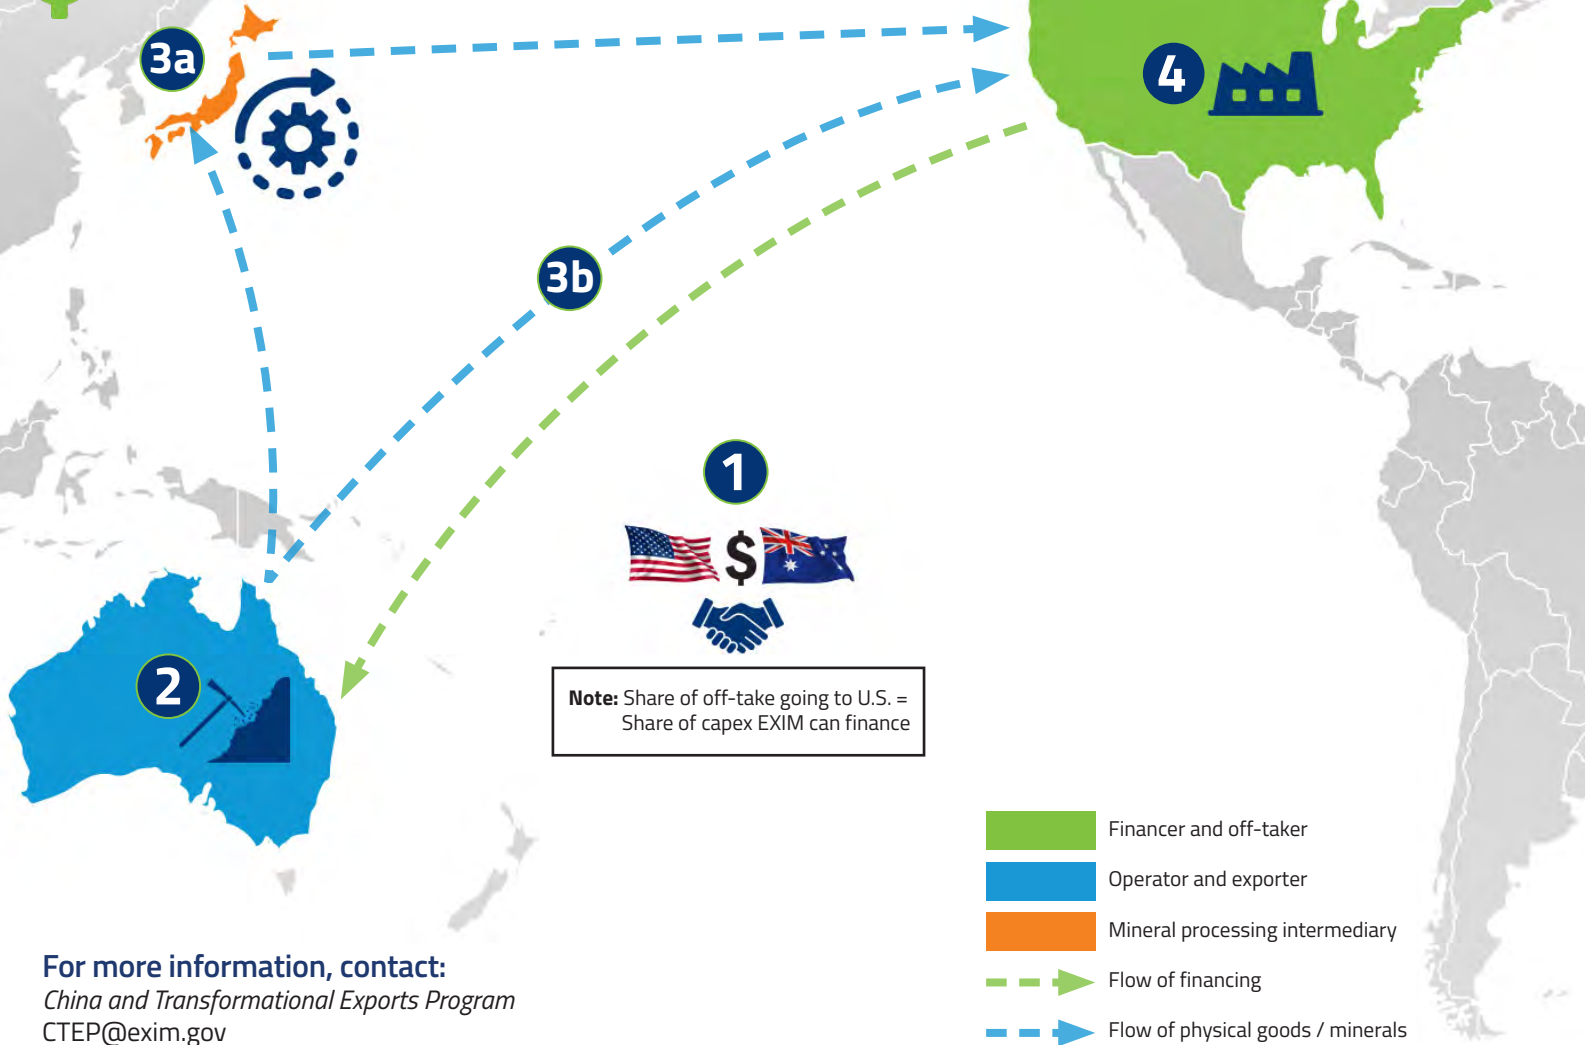 3a
4
3b
1
$
2
Note: Share of off-take going to U.S. =
Share of capex EXIM can finance
Financer and off-taker
Operator and exporter
Mineral processing intermediary
Flow of financing
Flow of physical goods / minerals
For more information, contact:
China and Transformational Exports Program
CTEP@exim.gov